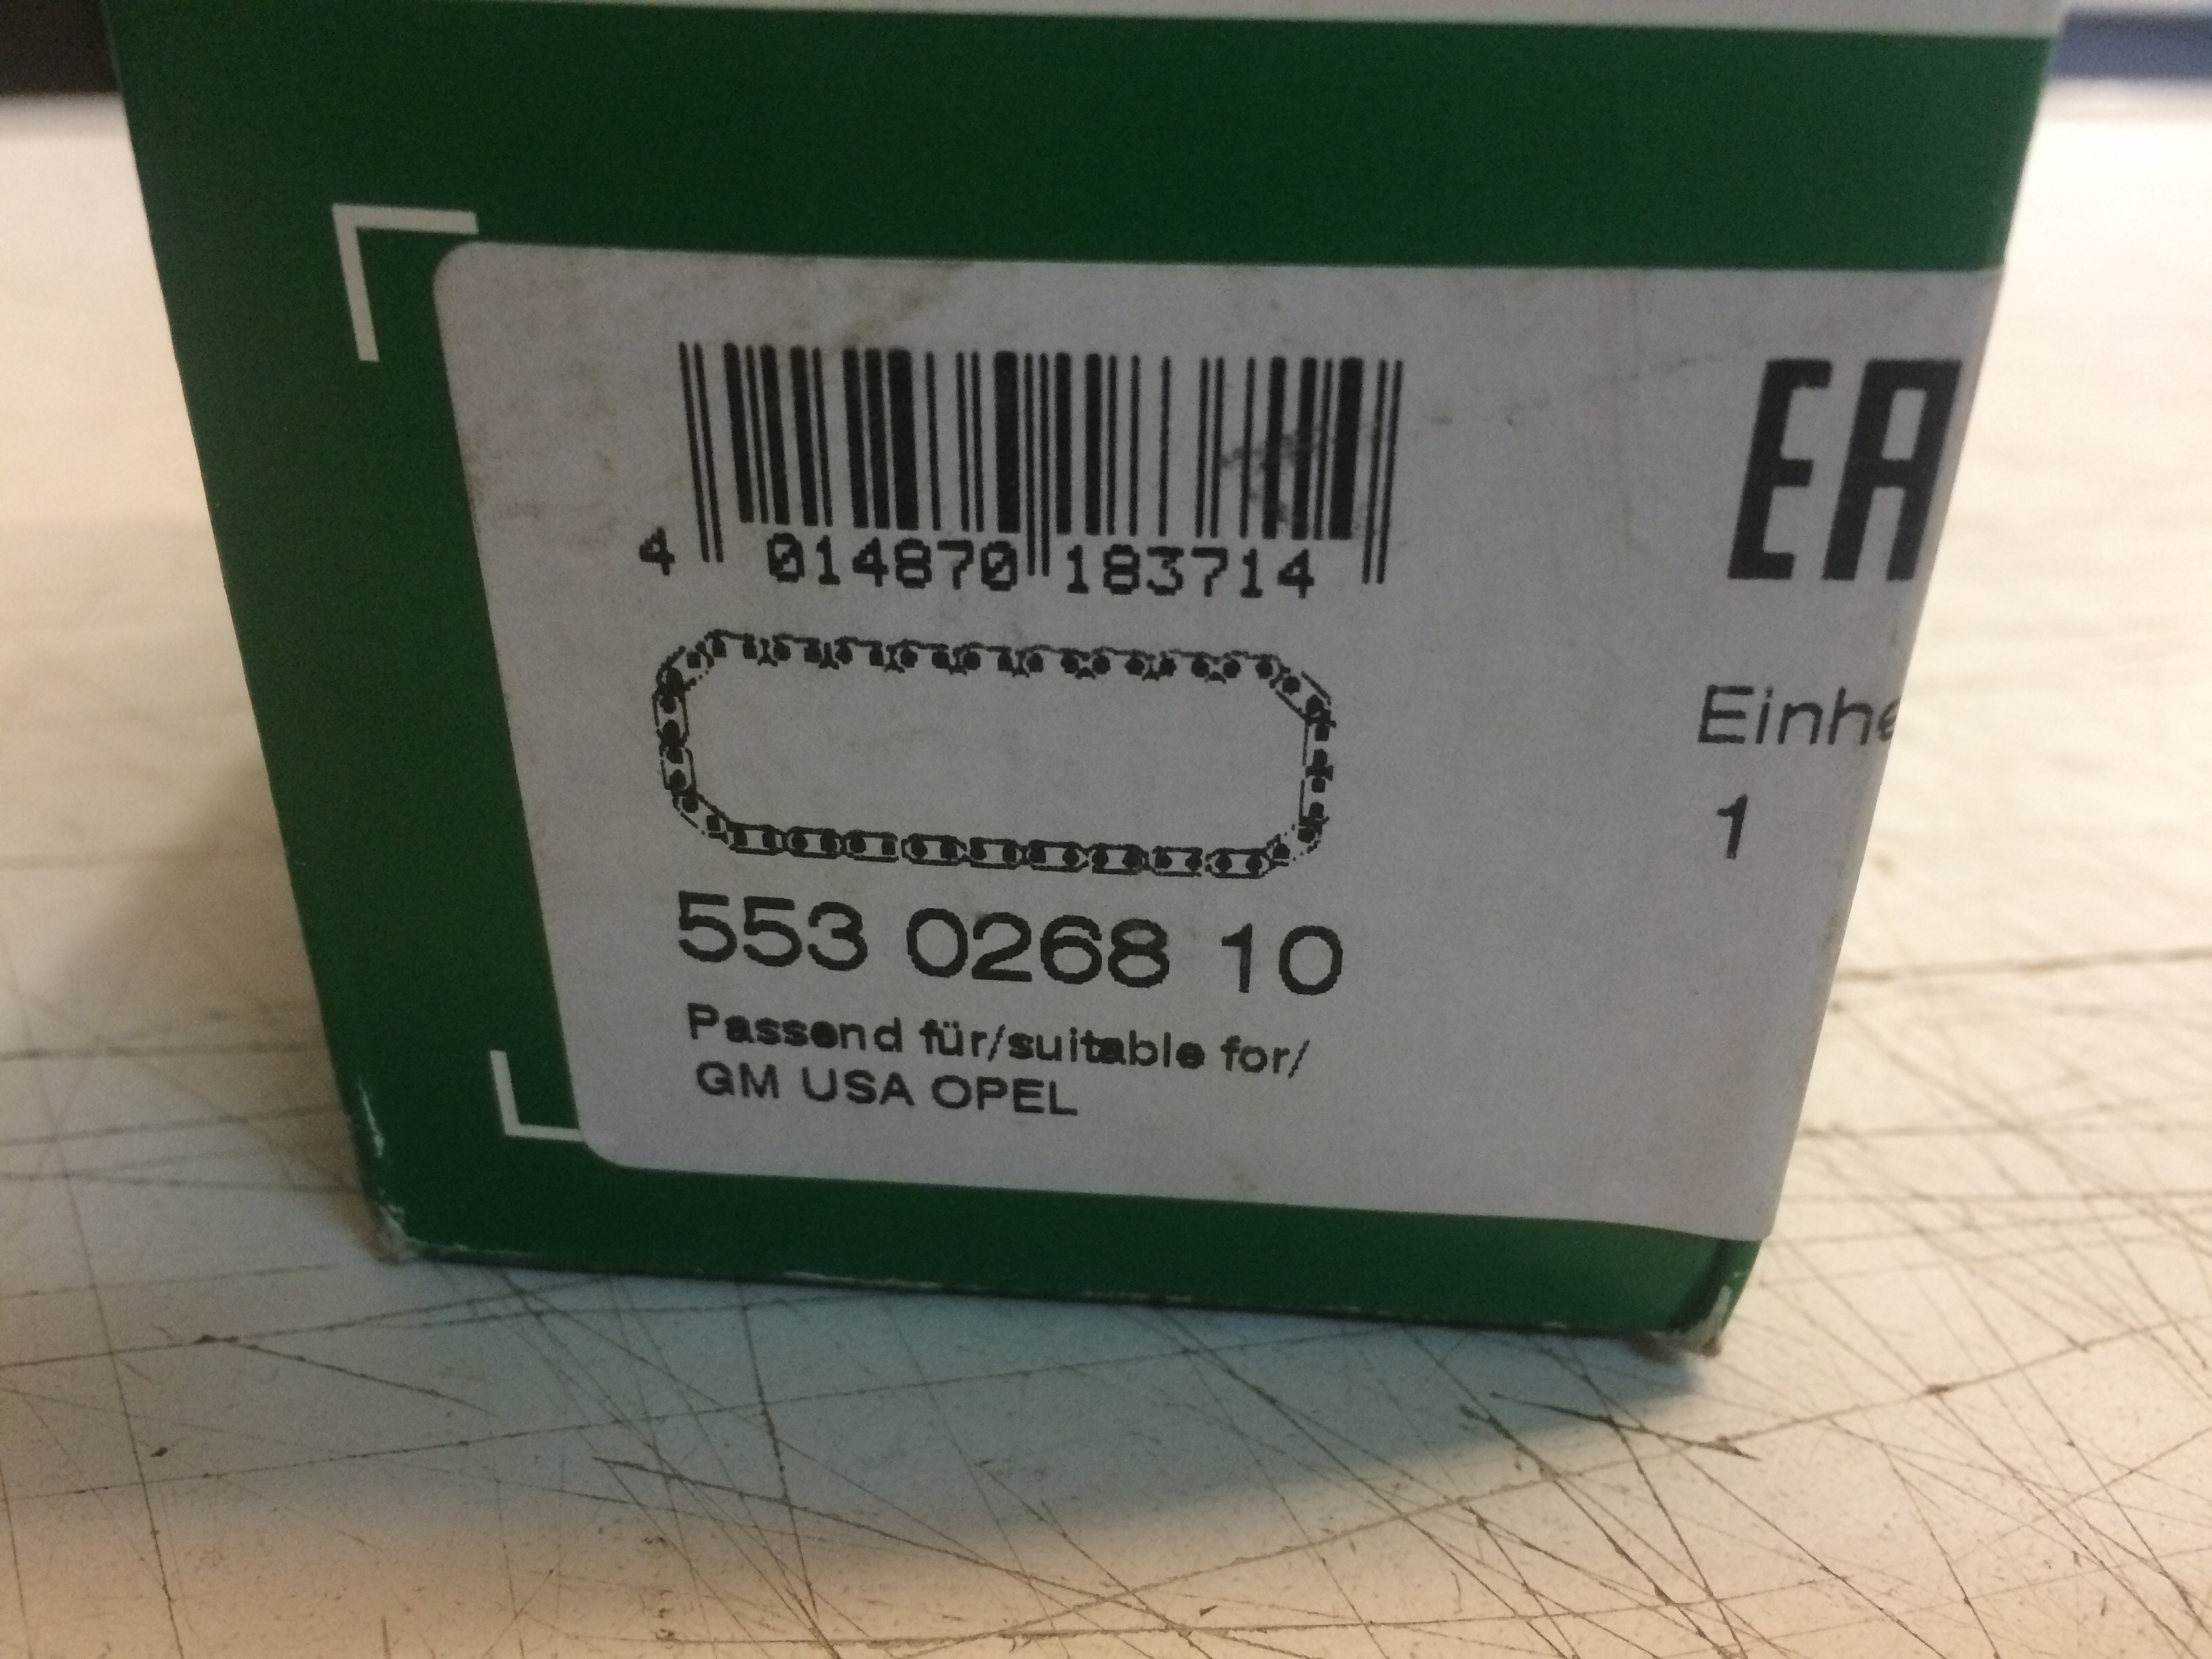 4 014870 183714
EA
Einhe
1
553 0268 10
Passend für/suitable for/
GM USA OPEL